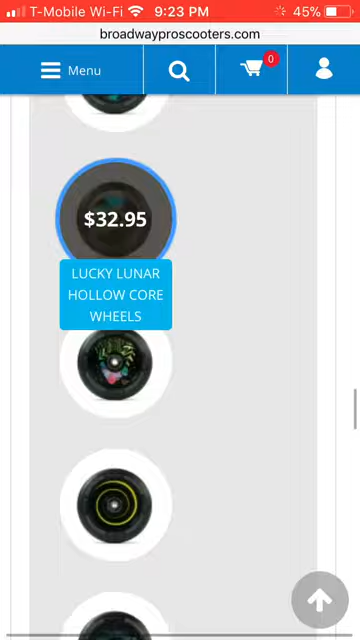 T-Mobile Wi-Fi 9:23 PM 45%
broadwayproscooters.com
Menu 0
$32.95
LUCKY LUNAR
HOLLOW CORE
WHEELS